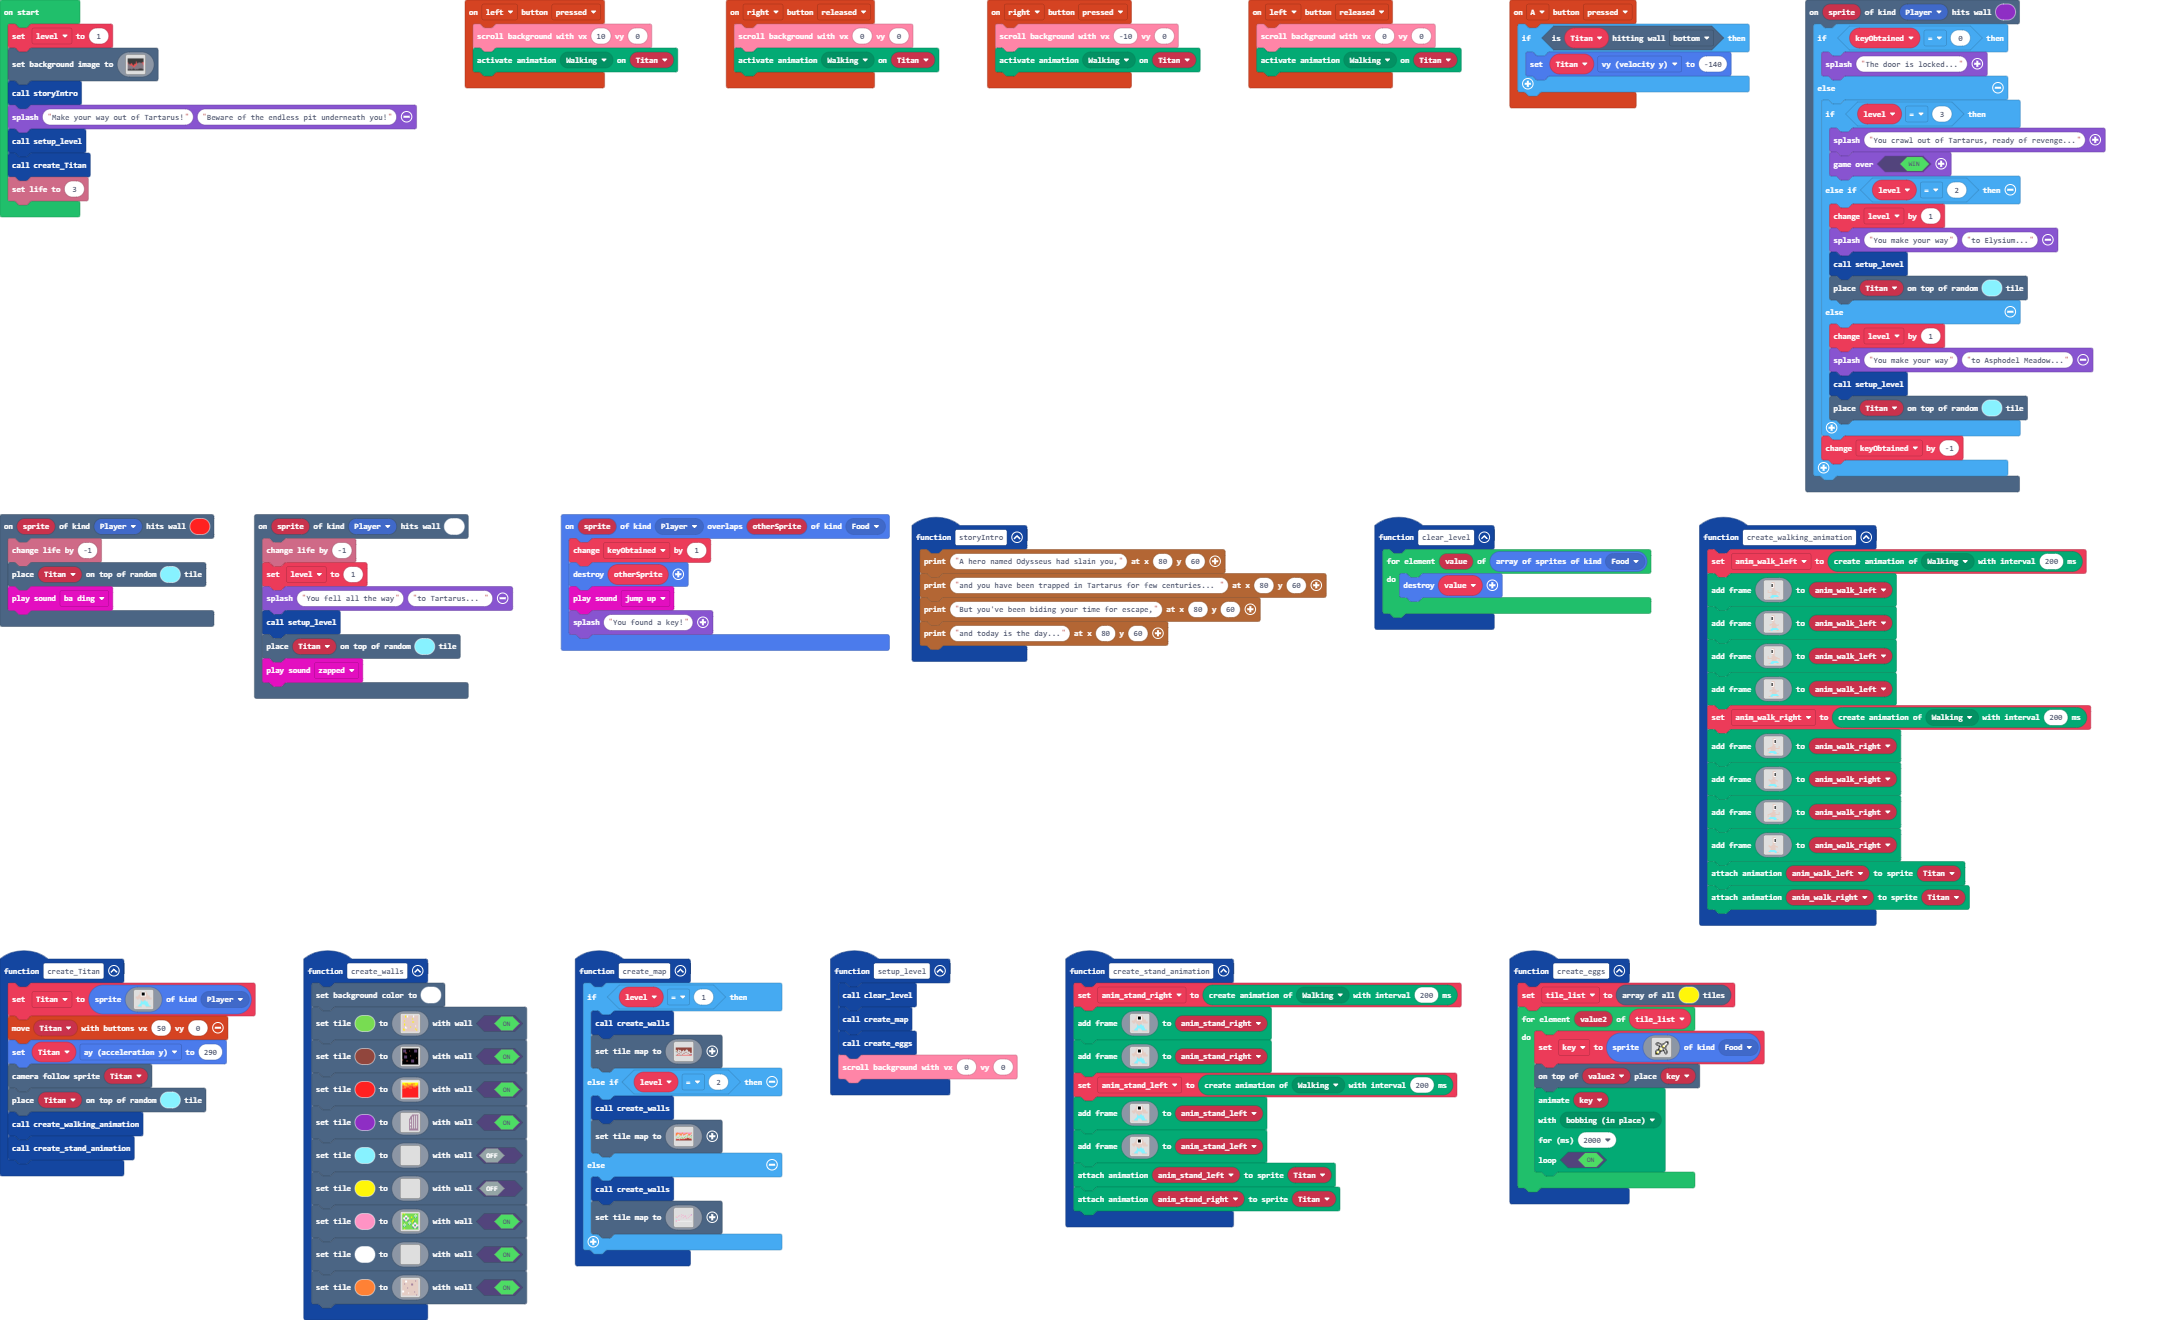 on start
set level to 1
set background image to
call storyIntro
splash "Make your way out of Tartarus!" "Beware of the endless pit underneath you!"
call setup_level
call create_Titan
set life to 3
on left button pressed
scroll background with vx 10 vy 0
activate animation Walking on Titan
on right button released
scroll background with vx 0 vy 0
activate animation Walking on Titan
on right button pressed
scroll background with vx -10 vy 0
activate animation Walking on Titan
on left button released
scroll background with vx 0 vy 0
activate animation Walking on Titan
on A button pressed
if is Titan hitting wall bottom then
set Titan vy (velocity y) to -140
on sprite of kind Player hits wall
if keyObtained = 0 then
splash "The door is locked..."
else
if level = 3 then
splash "You crawl out of Tartarus, ready of revenge..."
game over WIN
else if level = 2 then
change level by 1
splash "You make your way" "to Elysium..."
call setup_level
place Titan on top of random tile
else
change level by 1
splash "You make your way" "to Asphodel Meadow..."
call setup_level
place Titan on top of random tile
change keyObtained by -1
on sprite of kind Player hits wall
change life by -1
place Titan on top of random tile
play sound ba ding
on sprite of kind Player hits wall
change life by -1
set level to 1
splash "You fell all the way" "to Tartarus... "
call setup_level
place Titan on top of random tile
play sound zapped
on sprite of kind Player overlaps otherSprite of kind Food
change keyObtained by 1
destroy otherSprite
play sound jump up
splash "You found a key!"
function storyIntro
print "A hero named Odysseus had slain you," at x 80 y 60
print "and you have been trapped in Tartarus for few centuries... " at x 80 y 60
print "But you've been biding your time for escape," at x 80 y 60
print "and today is the day..." at x 80 y 60
function clear_level
for element value of array of sprites of kind Food
do destroy value
function create_walking_animation
set anim_walk_left to create animation of Walking with interval 200 ms
add frame to anim_walk_left
add frame to anim_walk_left
add frame to anim_walk_left
add frame to anim_walk_left
set anim_walk_right to create animation of Walking with interval 200 ms
add frame to anim_walk_right
add frame to anim_walk_right
add frame to anim_walk_right
add frame to anim_walk_right
attach animation anim_walk_left to sprite Titan
attach animation anim_walk_right to sprite Titan
function create_Titan
set Titan to sprite of kind Player
move Titan with buttons vx 50 vy 0
set Titan ay (acceleration y) to 290
camera follow sprite Titan
place Titan on top of random tile
call create_walking_animation
call create_stand_animation
function create_walls
set background color to
set tile to with wall ON
set tile to with wall ON
set tile to with wall ON
set tile to with wall ON
set tile to with wall OFF
set tile to with wall OFF
set tile to with wall ON
set tile to with wall ON
set tile to with wall ON
function create_map
if level = 1 then
call create_walls
set tile map to
else if level = 2 then
call create_walls
set tile map to
else
call create_walls
set tile map to
function setup_level
call clear_level
call create_map
call create_eggs
scroll background with vx 0 vy 0
function create_stand_animation
set anim_stand_right to create animation of Walking with interval 200 ms
add frame to anim_stand_right
add frame to anim_stand_right
set anim_stand_left to create animation of Walking with interval 200 ms
add frame to anim_stand_left
add frame to anim_stand_left
attach animation anim_stand_left to sprite Titan
attach animation anim_stand_right to sprite Titan
function create_eggs
set tile_list to array of all tiles
for element value2 of tile_list
do set key to sprite of kind Food
on top of value2 place key
animate key
with bobbing (in place)
for (ms) 2000
loop ON